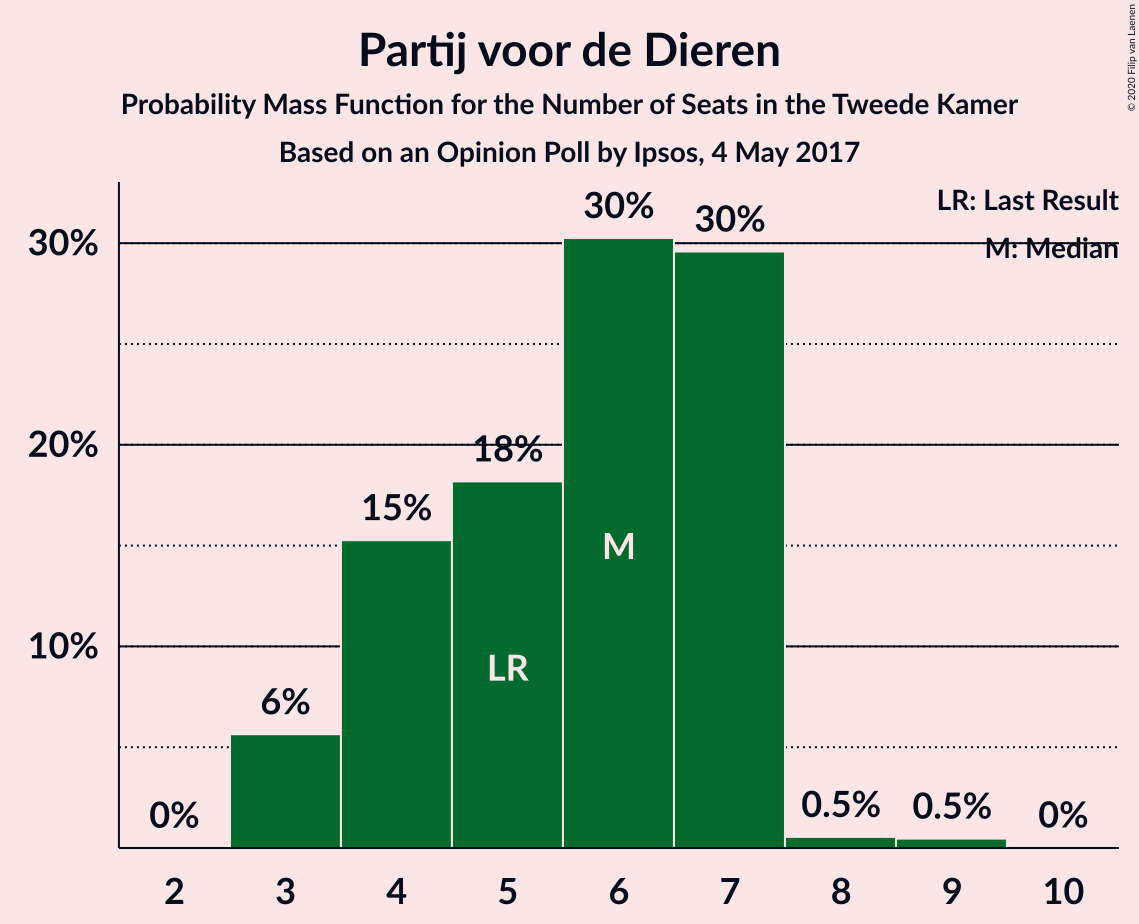 Partij voor de Dieren
Probability Mass Function for the Number of Seats in the Tweede Kamer
Based on an Opinion Poll by Ipsos, 4 May 2017
© 2020 Filip van Laenen
LR: Last Result
M: Median
30%
20%
10%
0%
6%
15%
18%
30%
30%
0.5%
0.5%
0%
LR
M
2 3 4 5 6 7 8 9 10